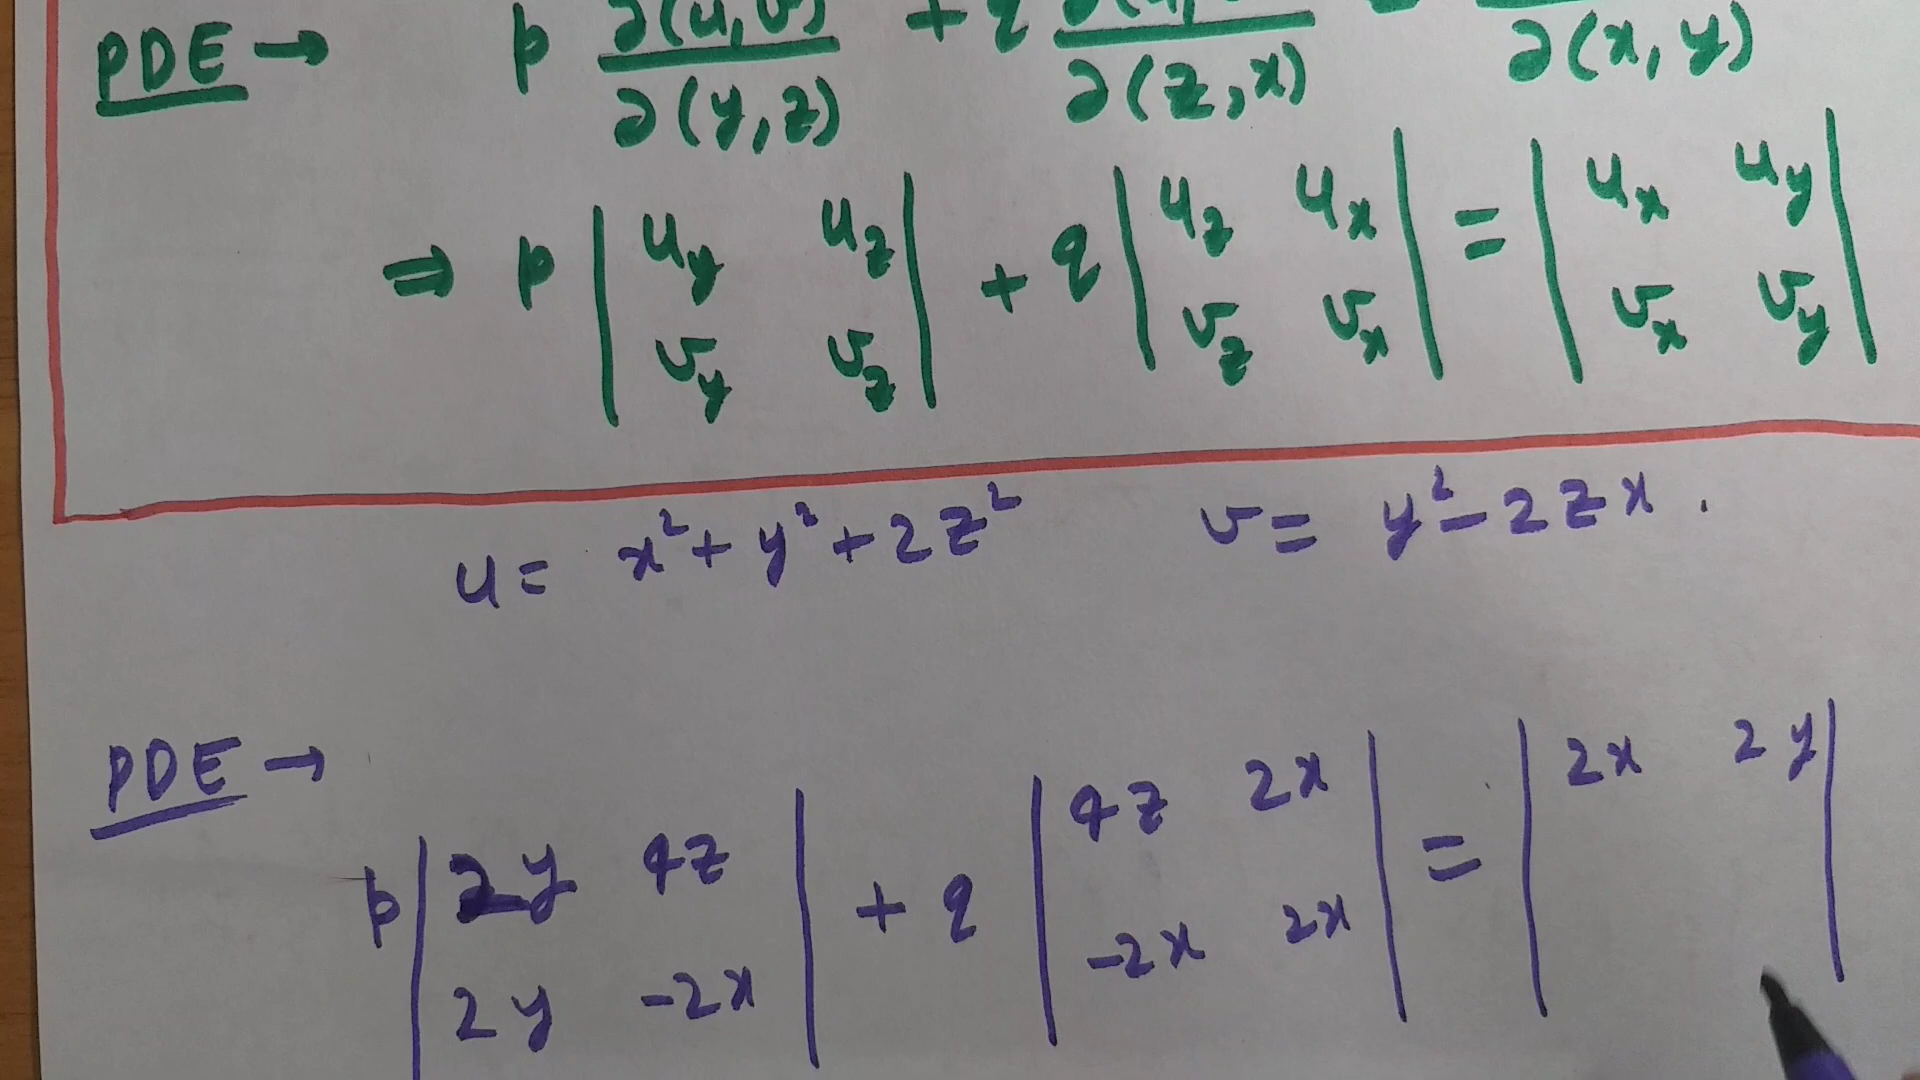 PDE → p ∂(u,v)/∂(y,z) + q ∂(u, /∂(z,x) ∂(x,y)
⇒ p | u_y u_z | + q | u_z u_x | = | u_x u_y |
| v_y v_z | | v_z v_x | | v_x v_y |
u = x² + y² + 2z² v = y² - 2zx.
PDE →
p | 2y 4z | + q | 4z 2x | = | 2x 2y |
| 2y -2x | | -2x 2x | | |